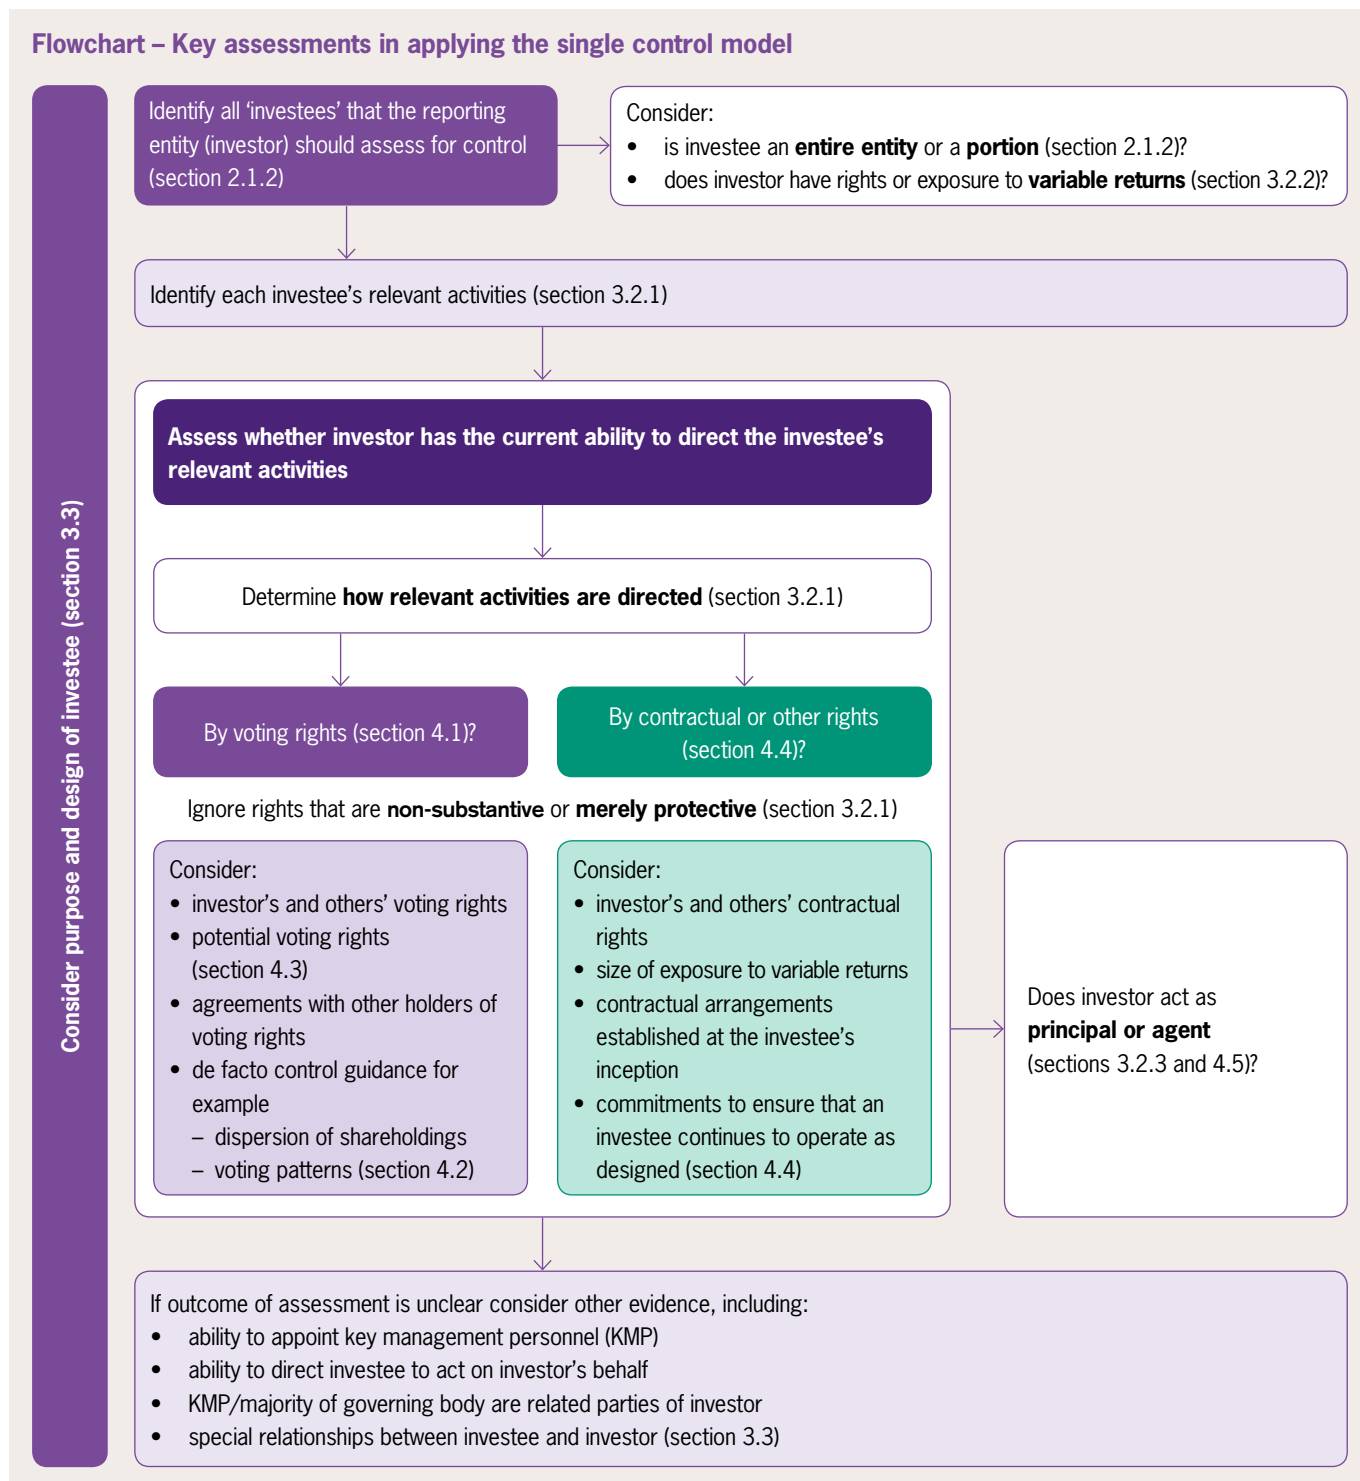 Flowchart – Key assessments in applying the single control model
Consider purpose and design of investee (section 3.3)
Identify all ‘investees’ that the reporting
entity (investor) should assess for control
(section 2.1.2)
Consider:
• is investee an entire entity or a portion (section 2.1.2)?
• does investor have rights or exposure to variable returns (section 3.2.2)?
Identify each investee’s relevant activities (section 3.2.1)
Assess whether investor has the current ability to direct the investee’s
relevant activities
Determine how relevant activities are directed (section 3.2.1)
By voting rights (section 4.1)?
By contractual or other rights
(section 4.4)?
Ignore rights that are non-substantive or merely protective (section 3.2.1)
Consider:
• investor’s and others’ voting rights
• potential voting rights
(section 4.3)
• agreements with other holders of
voting rights
• de facto control guidance for
example
– dispersion of shareholdings
– voting patterns (section 4.2)
Consider:
• investor’s and others’ contractual
rights
• size of exposure to variable returns
• contractual arrangements
established at the investee’s
inception
• commitments to ensure that an
investee continues to operate as
designed (section 4.4)
Does investor act as
principal or agent
(sections 3.2.3 and 4.5)?
If outcome of assessment is unclear consider other evidence, including:
• ability to appoint key management personnel (KMP)
• ability to direct investee to act on investor’s behalf
• KMP/majority of governing body are related parties of investor
• special relationships between investee and investor (section 3.3)